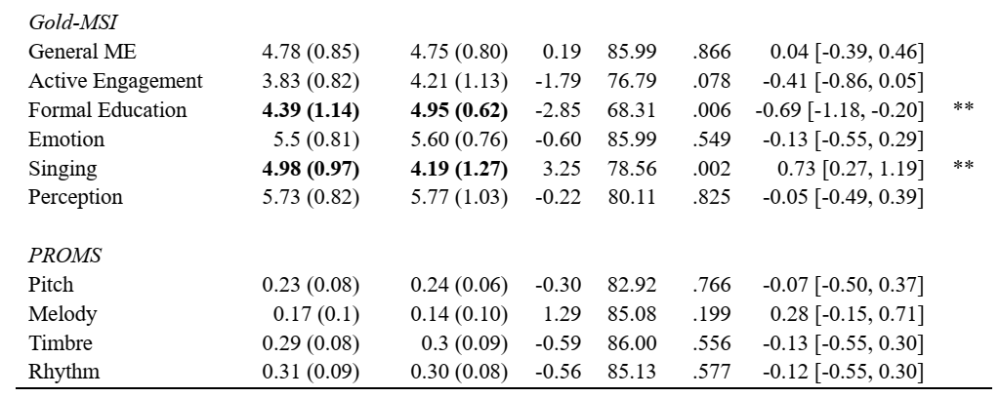 Gold-MSI
General ME 4.78 (0.85) 4.75 (0.80) 0.19 85.99 .866 0.04 [-0.39, 0.46]
Active Engagement 3.83 (0.82) 4.21 (1.13) -1.79 76.79 .078 -0.41 [-0.86, 0.05]
Formal Education 4.39 (1.14) 4.95 (0.62) -2.85 68.31 .006 -0.69 [-1.18, -0.20] **
Emotion 5.5 (0.81) 5.60 (0.76) -0.60 85.99 .549 -0.13 [-0.55, 0.29]
Singing 4.98 (0.97) 4.19 (1.27) 3.25 78.56 .002 0.73 [0.27, 1.19] **
Perception 5.73 (0.82) 5.77 (1.03) -0.22 80.11 .825 -0.05 [-0.49, 0.39]
PROMS
Pitch 0.23 (0.08) 0.24 (0.06) -0.30 82.92 .766 -0.07 [-0.50, 0.37]
Melody 0.17 (0.1) 0.14 (0.10) 1.29 85.08 .199 0.28 [-0.15, 0.71]
Timbre 0.29 (0.08) 0.3 (0.09) -0.59 86.00 .556 -0.13 [-0.55, 0.30]
Rhythm 0.31 (0.09) 0.30 (0.08) -0.56 85.13 .577 -0.12 [-0.55, 0.30]